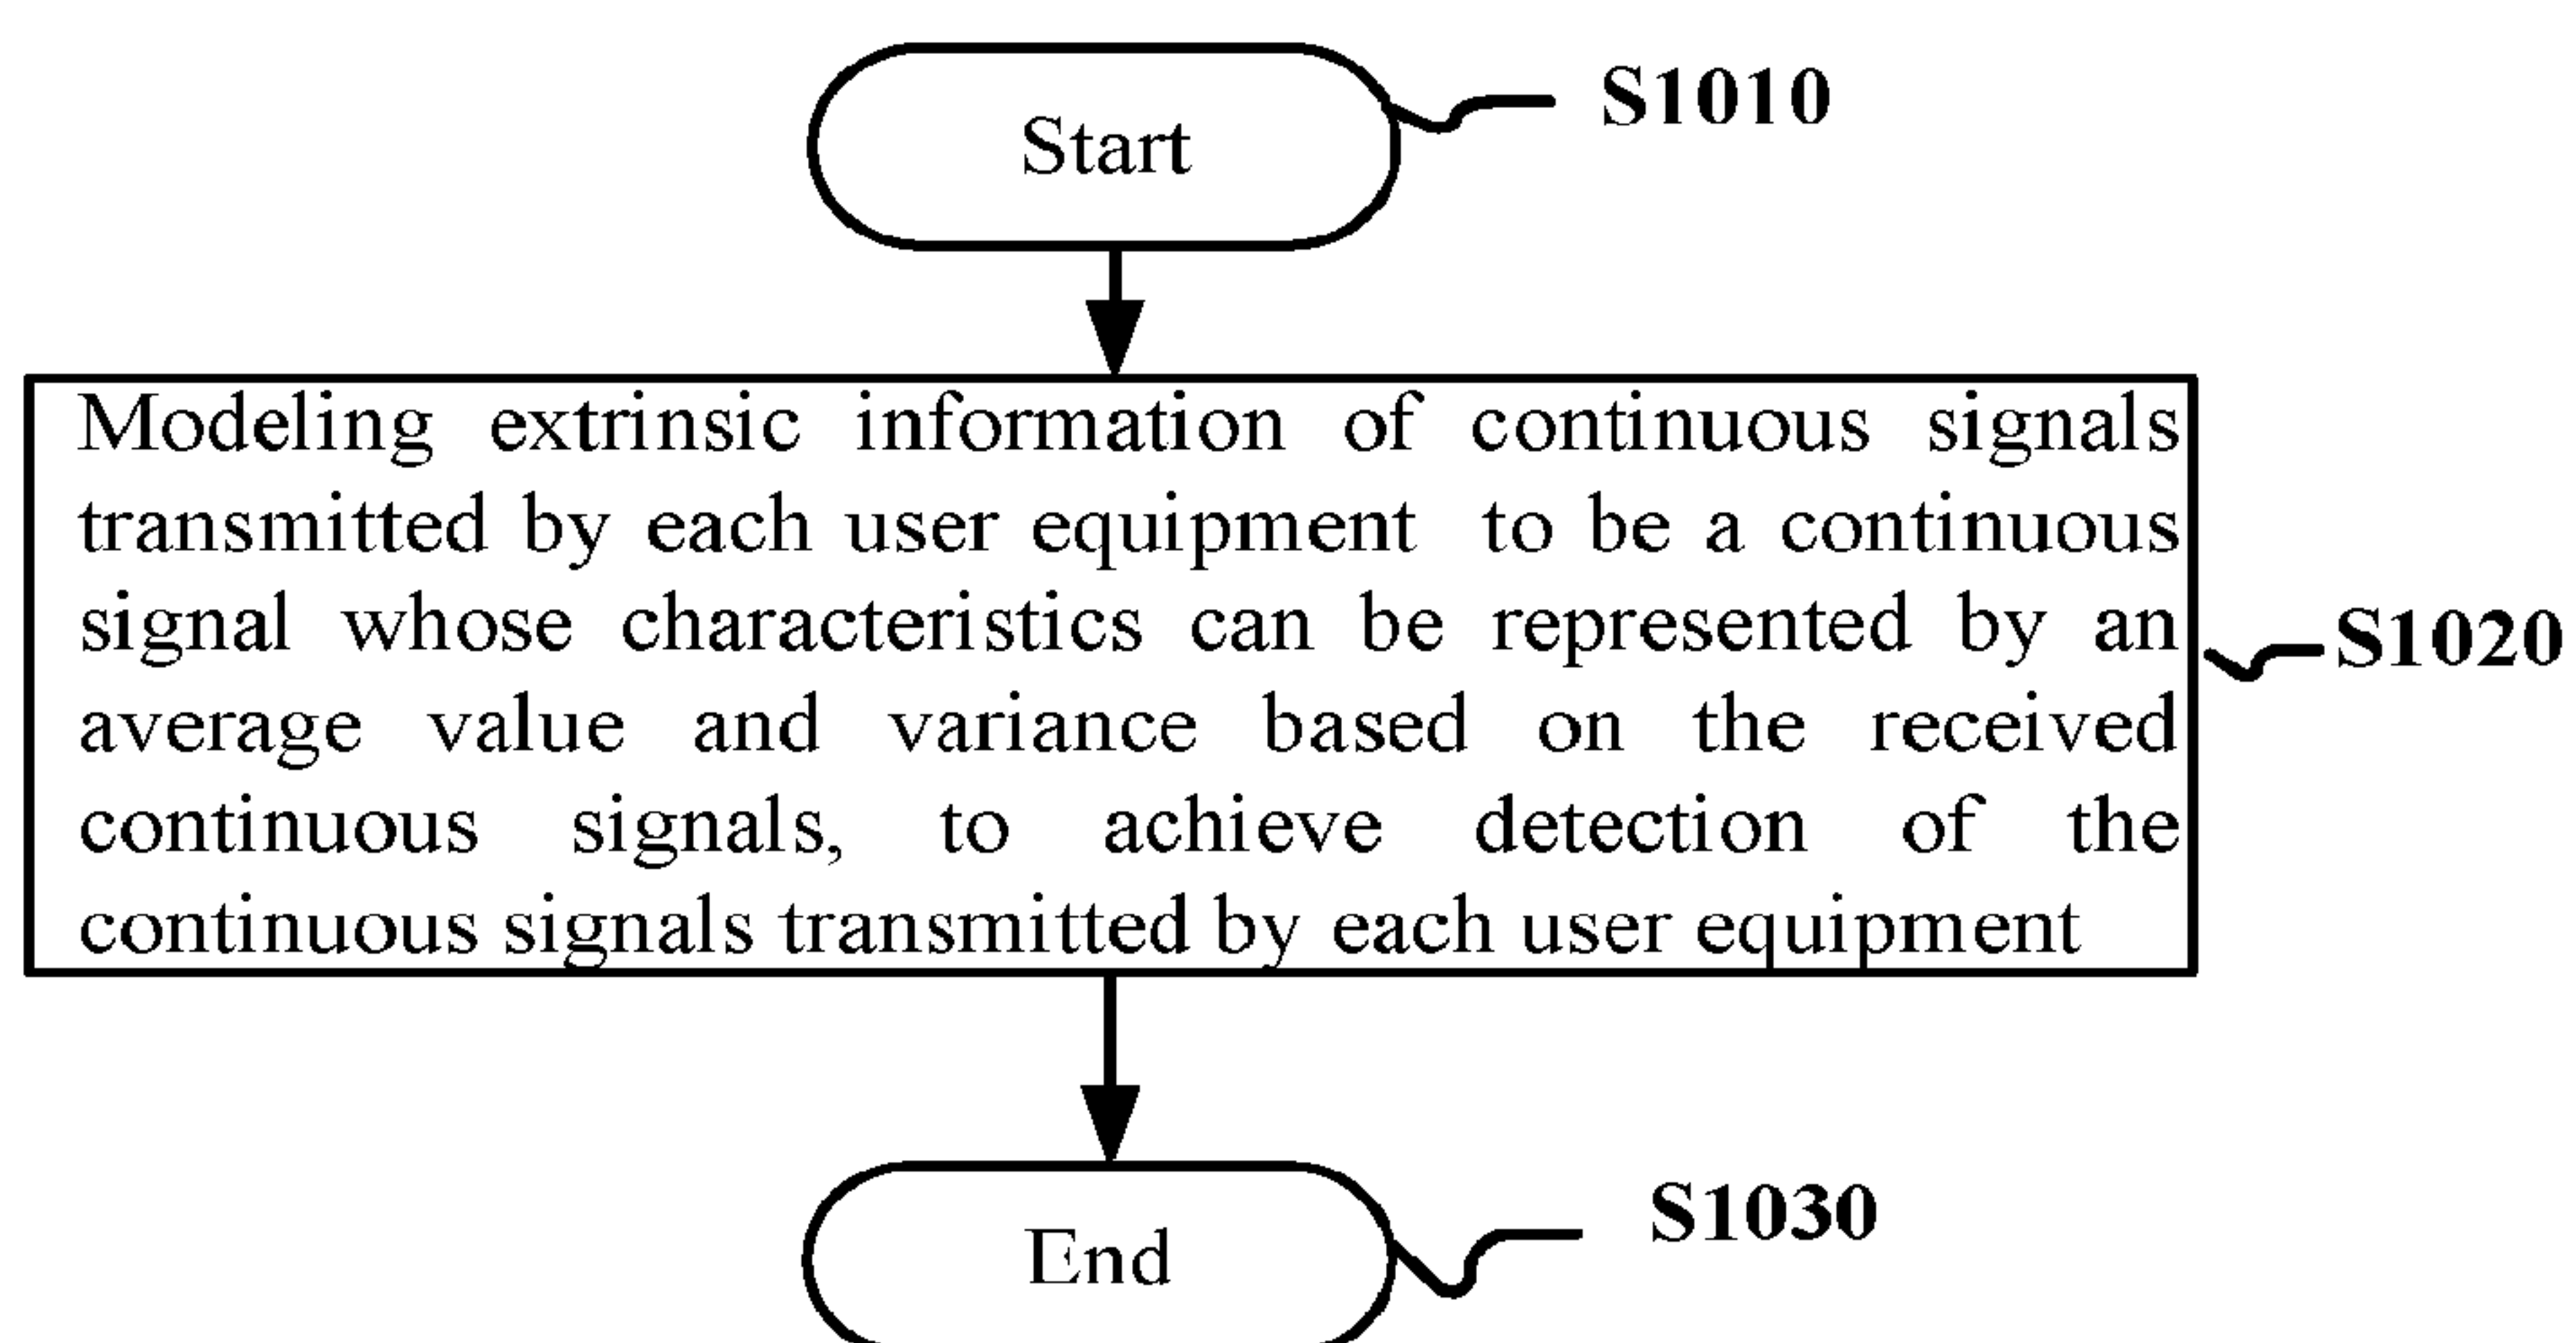 Start
S1010
Modeling extrinsic information of continuous signals
transmitted by each user equipment to be a continuous
signal whose characteristics can be represented by an
average value and variance based on the received
continuous signals, to achieve detection of the
continuous signals transmitted by each user equipment
S1020
End
S1030